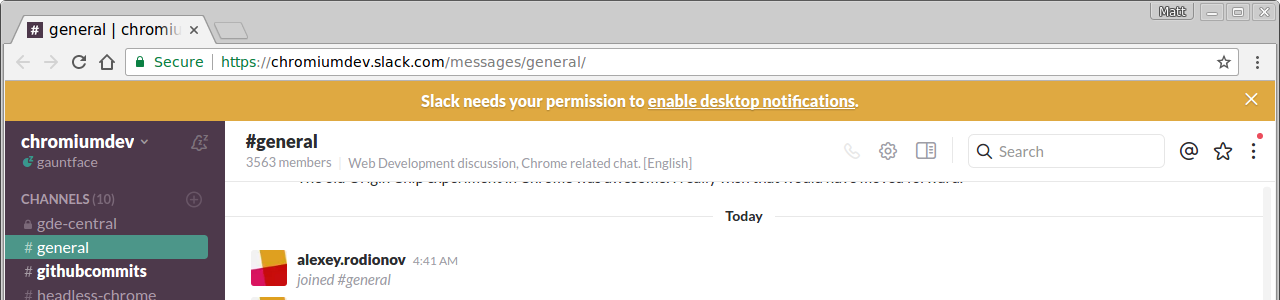 Matt
# general | chromiu
Secure | https://chromiumdev.slack.com/messages/general/
Slack needs your permission to enable desktop notifications.
chromiumdev
gauntface
CHANNELS (10)
gde-central
# general
# githubcommits
# headless-chrome
#general
3563 members | Web Development discussion, Chrome related chat. [English]
Search
Today
alexey.rodionov 4:41 AM
joined #general